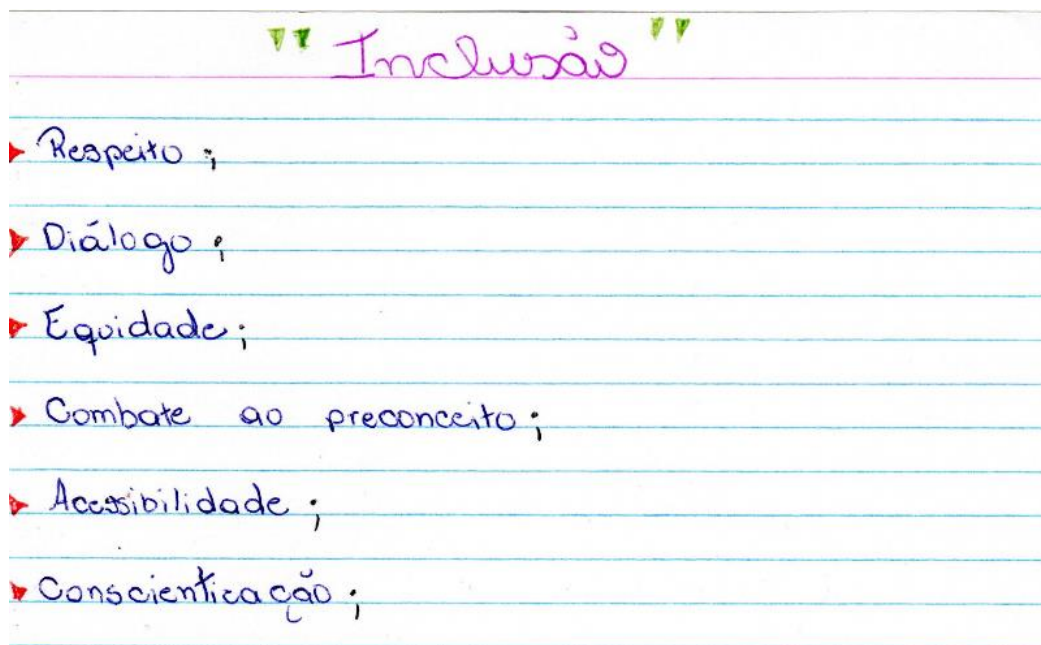 "Inclusão"
Respeito;
Diálogo;
Equidade;
Combate ao preconceito;
Acessibilidade;
Conscienticação;